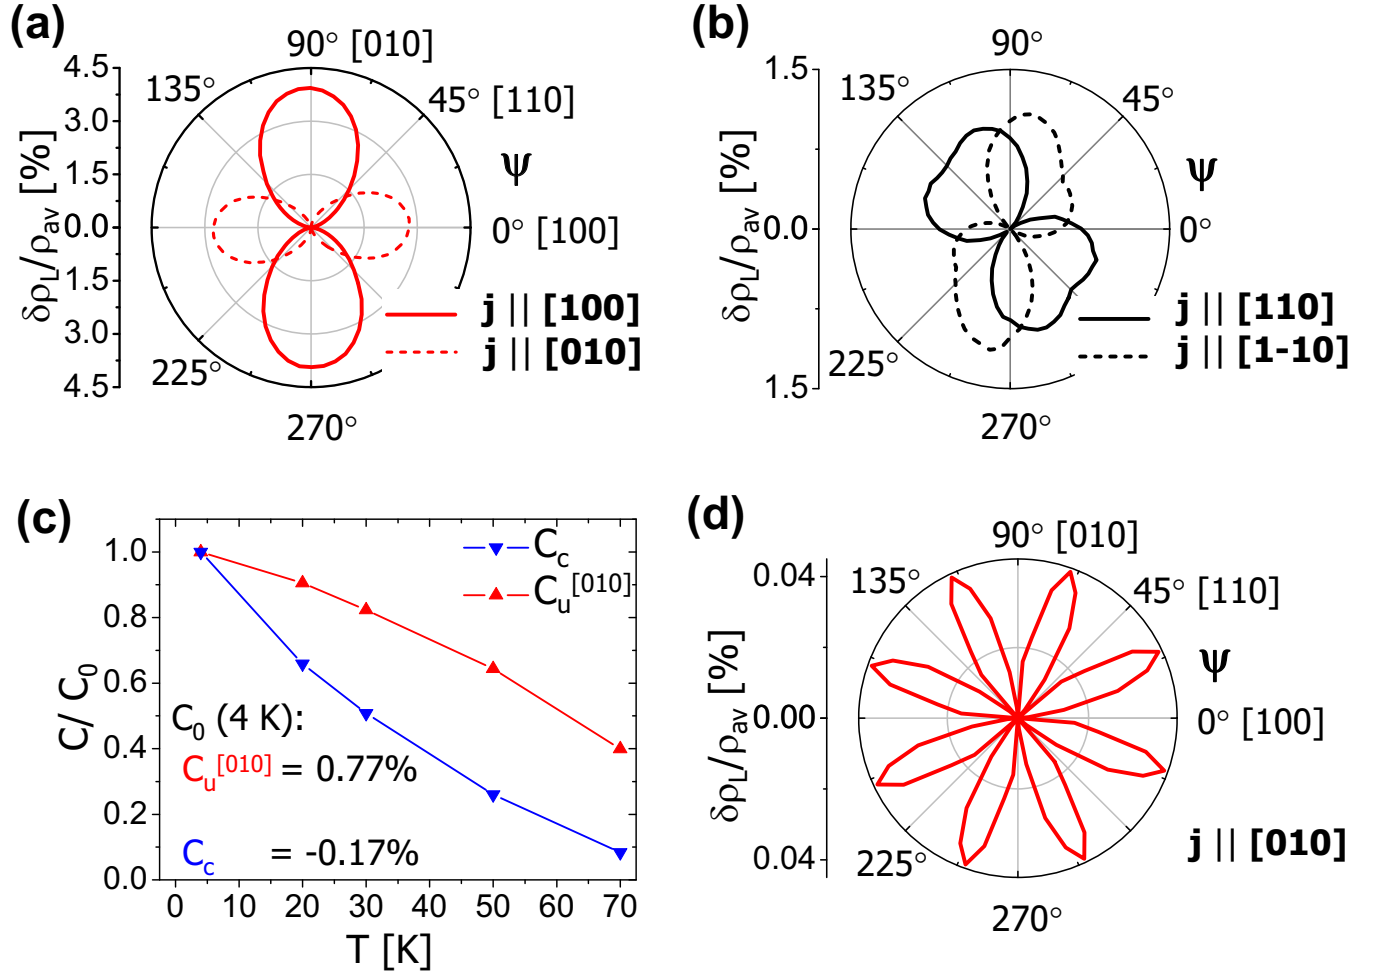 (a)
90° [010]
135°
45° [110]
ψ
0° [100]
225°
270°
4.5
3.0
1.5
0.0
1.5
3.0
4.5
δρL/ρav [%]
j || [100]
j || [010]
(b)
90°
135°
45°
ψ
0°
225°
270°
1.5
0.0
1.5
δρL/ρav [%]
j || [110]
j || [1-10]
(c)
Cc
Cu[010]
C0 (4 K):
Cu[010] = 0.77%
Cc = -0.17%
1.0
0.8
0.6
0.4
0.2
0.0
C/ C0
0 10 20 30 40 50 60 70
T [K]
(d)
90° [010]
135°
45° [110]
ψ
0° [100]
225°
270°
0.04
0.00
0.04
δρL/ρav [%]
j || [010]